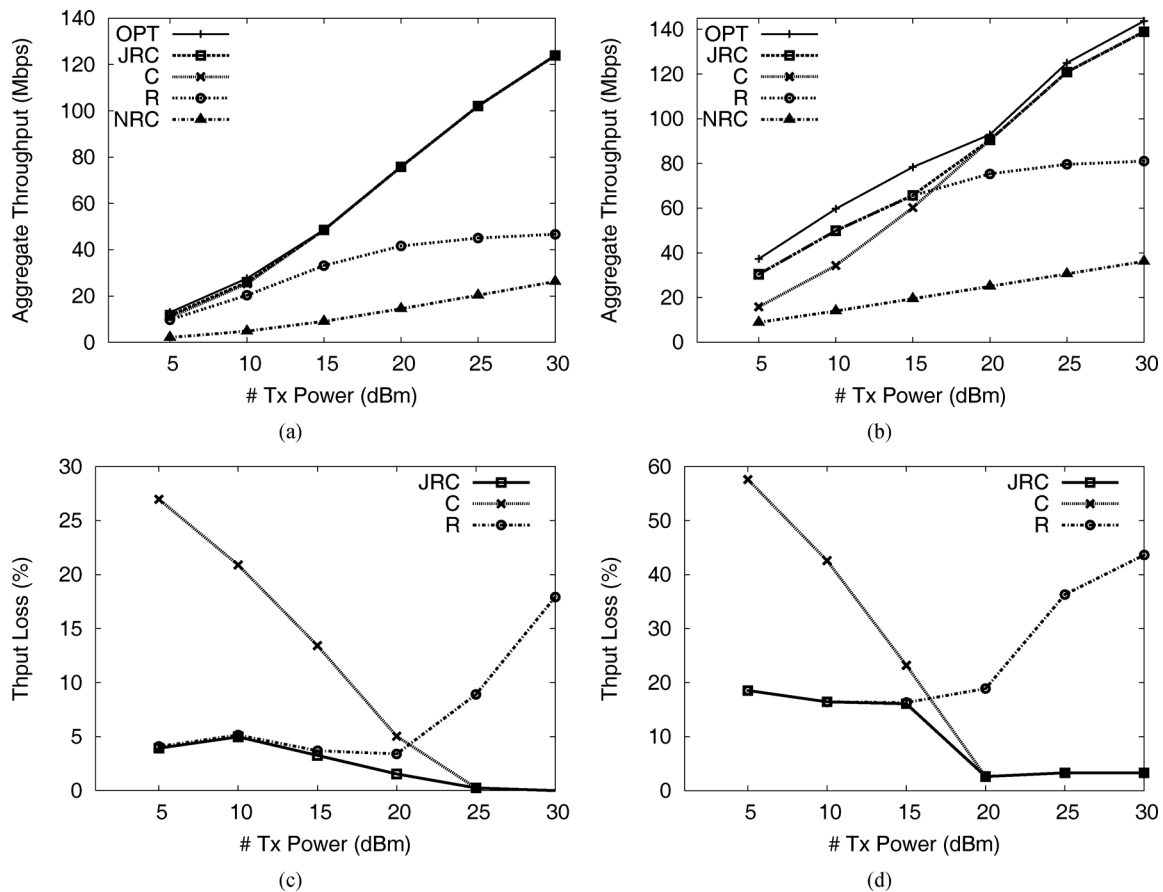 140
120
100
80
60
40
20
0
Aggregate Throughput (Mbps)
OPT
JRC
C
R
NRC
5 10 15 20 25 30
# Tx Power (dBm)
(a)
140
120
100
80
60
40
20
0
Aggregate Throughput (Mbps)
OPT
JRC
C
R
NRC
5 10 15 20 25 30
# Tx Power (dBm)
(b)
30
25
20
15
10
5
0
Thput Loss (%)
JRC
C
R
5 10 15 20 25 30
# Tx Power (dBm)
(c)
60
50
40
30
20
10
0
Thput Loss (%)
JRC
C
R
5 10 15 20 25 30
# Tx Power (dBm)
(d)